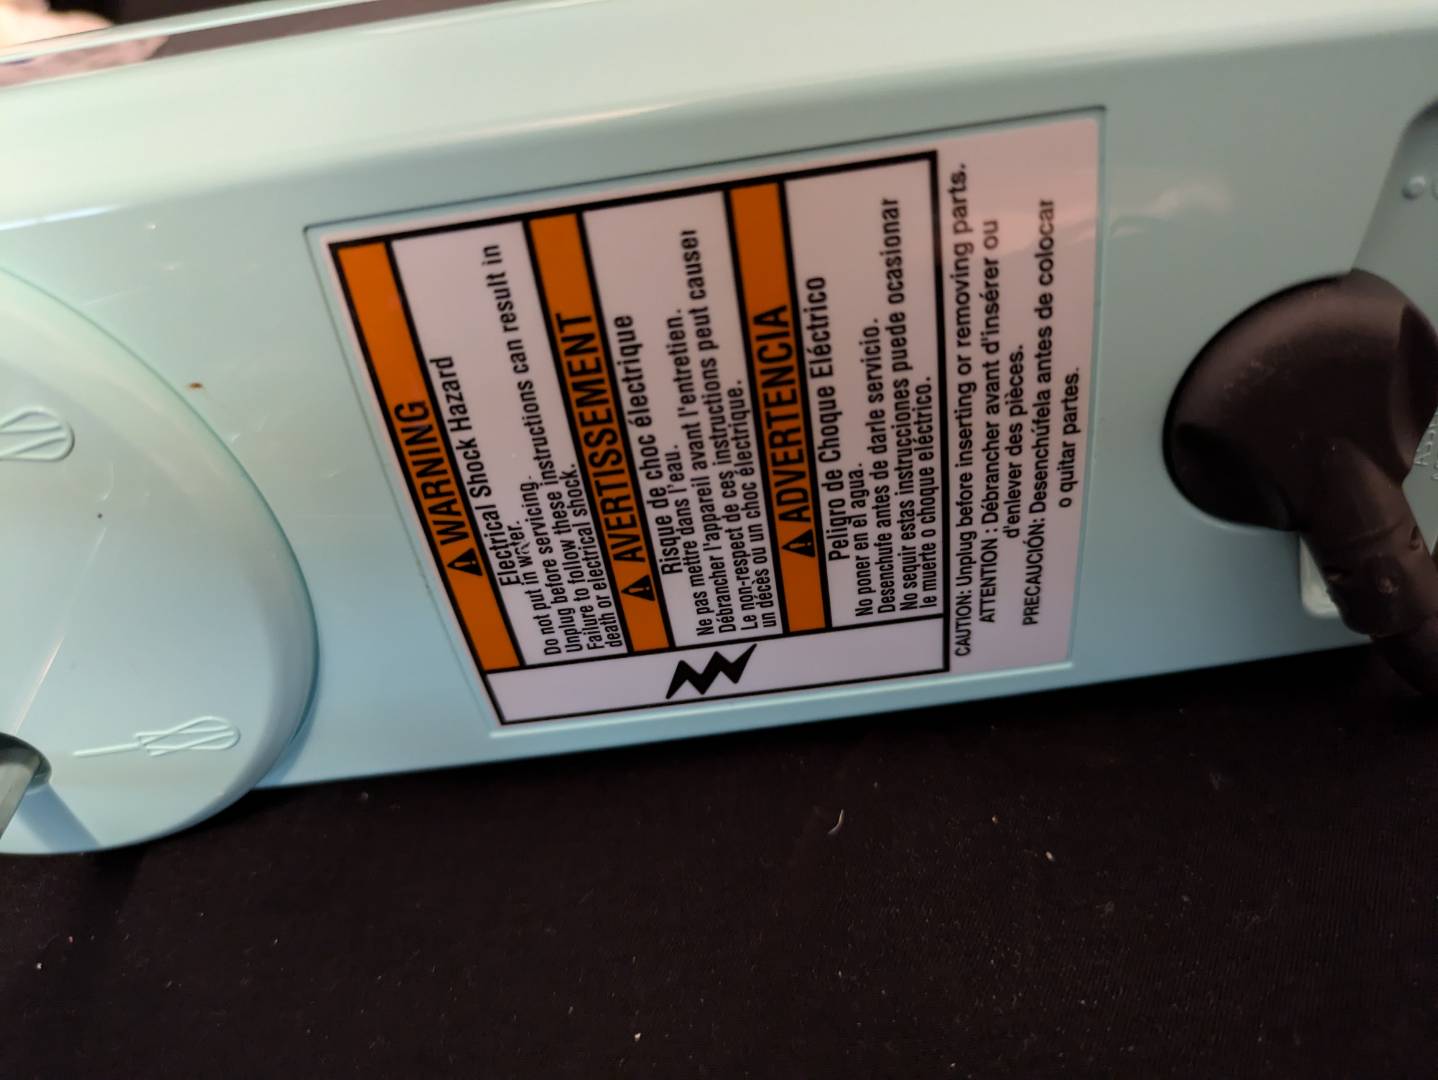 WARNING
Electrical Shock Hazard
Do not put in water.
Unplug before servicing.
Failure to follow these instructions can result in
death or electrical shock.
AVERTISSEMENT
Risque de choc électrique
Ne pas mettre dans l'eau.
Débrancher l'appareil avant l'entretien.
Le non-respect de ces instructions peut causer
un décès ou un choc électrique.
ADVERTENCIA
Peligro de Choque Eléctrico
No poner en el agua.
Desenchufe antes de darle servicio.
No seguir estas instrucciones puede ocasionar
le muerte o choque eléctrico.
CAUTION: Unplug before inserting or removing parts.
ATTENTION : Débrancher avant d'insérer ou
d'enlever des pièces.
PRECAUCIÓN: Desenchúfela antes de colocar
o quitar partes.